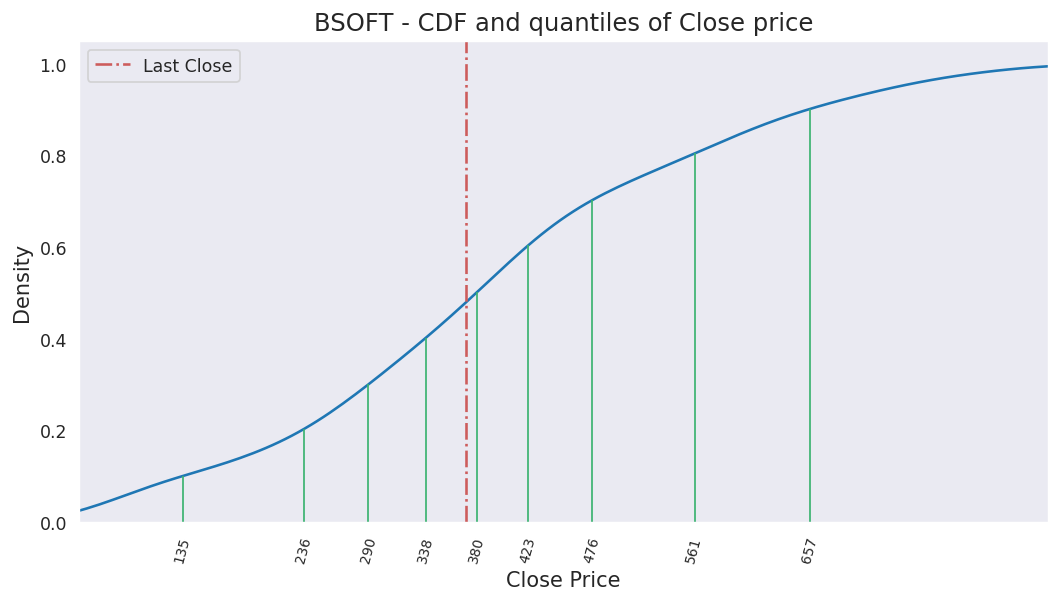 BSOFT - CDF and quantiles of Close price
Last Close
1.0
0.8
0.6
0.4
0.2
0.0
Density
135 236 290 338 380 423 476 561 657
Close Price